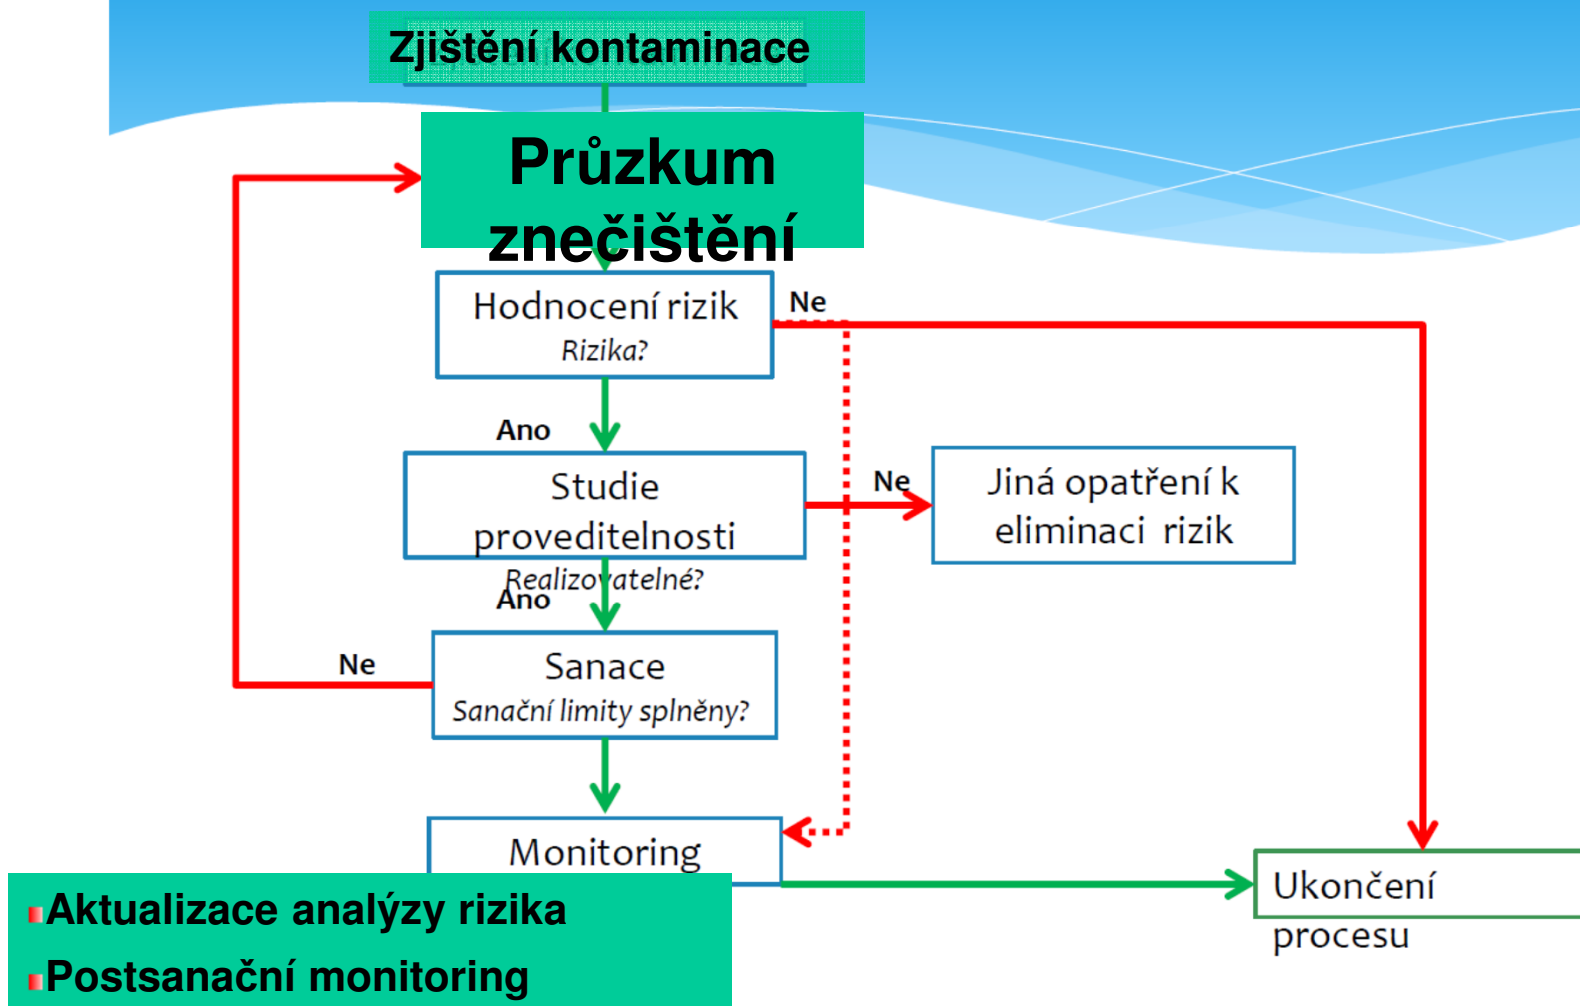 Zjištění kontaminace
Průzkum
znečištění
Hodnocení rizik
Rizika?
Ne
Ano
Studie
proveditelnosti
Realizovatelné?
Ne
Jiná opatření k
eliminaci rizik
Ano
Sanace
Sanační limity splněny?
Ne
Monitoring
Aktualizace analýzy rizika
Postsanační monitoring
Ukončení
procesu